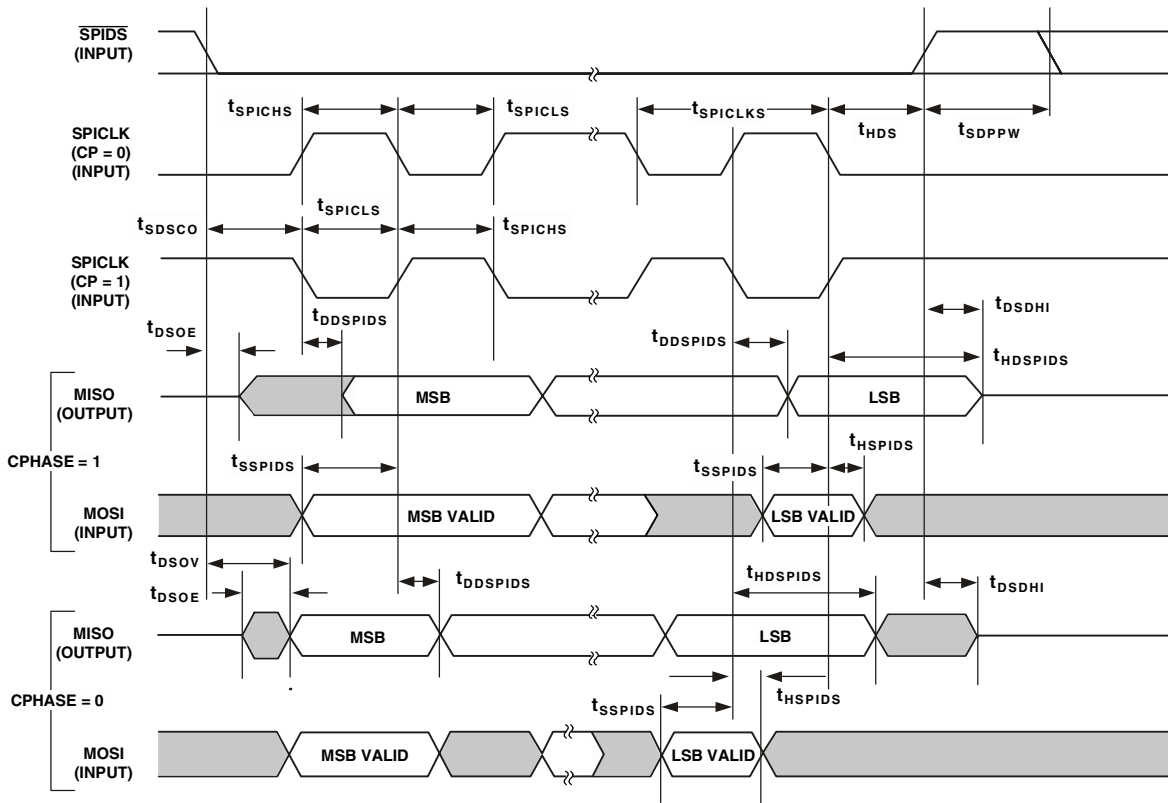 SPIDS
(INPUT)
tSPICHS
tSPICLS
tSPICLKS
tHDS
tSDPPW
SPICLK
(CP = 0)
(INPUT)
tSDSCO
tSPICLS
tSPICHS
SPICLK
(CP = 1)
(INPUT)
tDSOE
tDDSPIDS
tDDSPIDS
tDSDHI
tHDSPIDS
MISO
(OUTPUT)
MSB
LSB
CPHASE = 1
tSSPIDS
tSSPIDS
tHSPIDS
MOSI
(INPUT)
MSB VALID
LSB VALID
tDSOV
tDSOE
tDDSPIDS
tHDSPIDS
tDSDHI
MISO
(OUTPUT)
MSB
LSB
CPHASE = 0
tSSPIDS
tHSPIDS
MOSI
(INPUT)
MSB VALID
LSB VALID